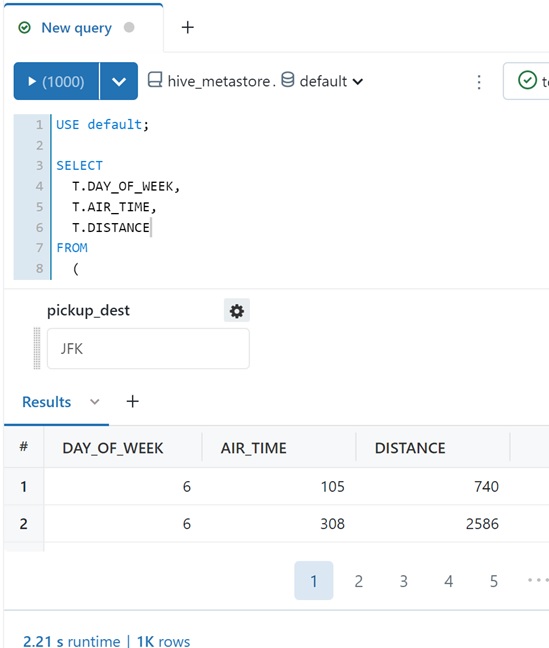 New query
(1000) hive_metastore. default
1 USE default;
2
3 SELECT
4 T.DAY_OF_WEEK,
5 T.AIR_TIME,
6 T.DISTANCE
7 FROM
8 (
pickup_dest
JFK
Results
# DAY_OF_WEEK AIR_TIME DISTANCE
1 6 105 740
2 6 308 2586
1 2 3 4 5 ...
2.21 s runtime | 1K rows